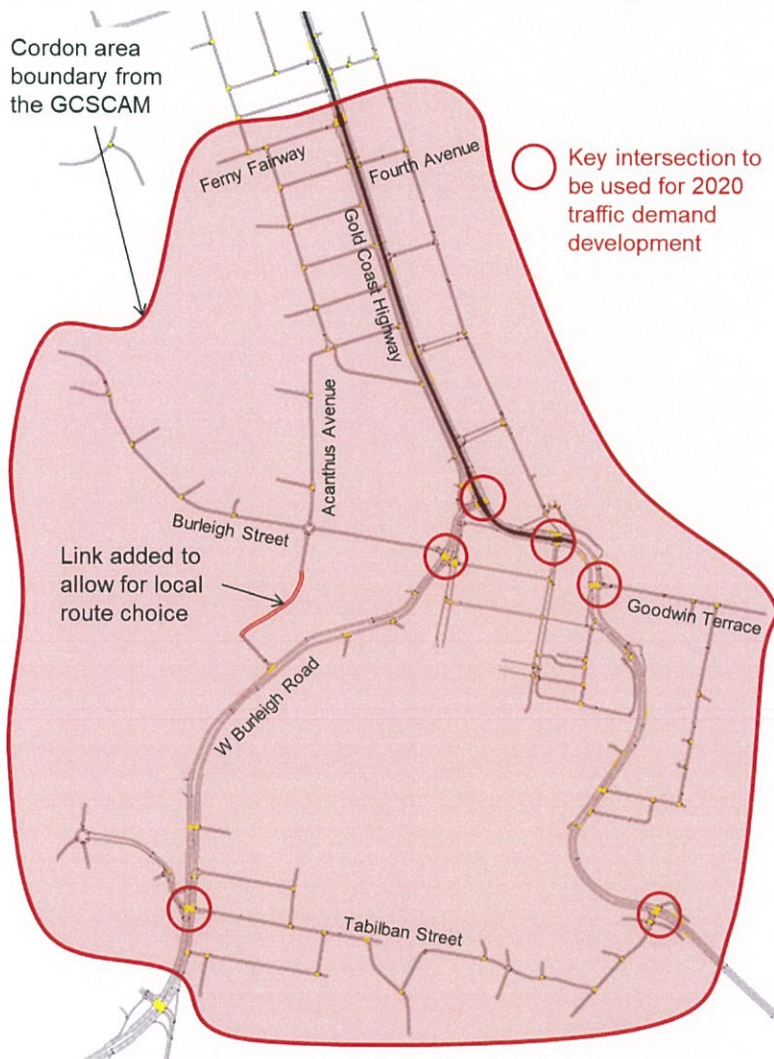 Cordon area
boundary from
the GCSCAM
Ferny Fairway
Fourth Avenue
Key intersection to
be used for 2020
traffic demand
development
Gold Coast Highway
Acanthus Avenue
Burleigh Street
Link added to
allow for local
route choice
Goodwin Terrace
W Burleigh Road
Tabilban Street